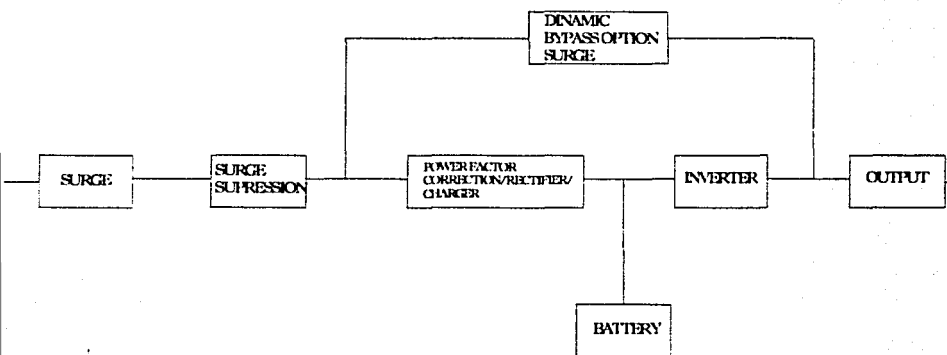 DINAMIC
BYPASS OPTION
SURGE
SURGE
SURGE
SUPRESSION
POWER FACTOR
CORRECTION/RECTIFIER/
CHARGER
INVERTER
OUTPUT
BATTERY